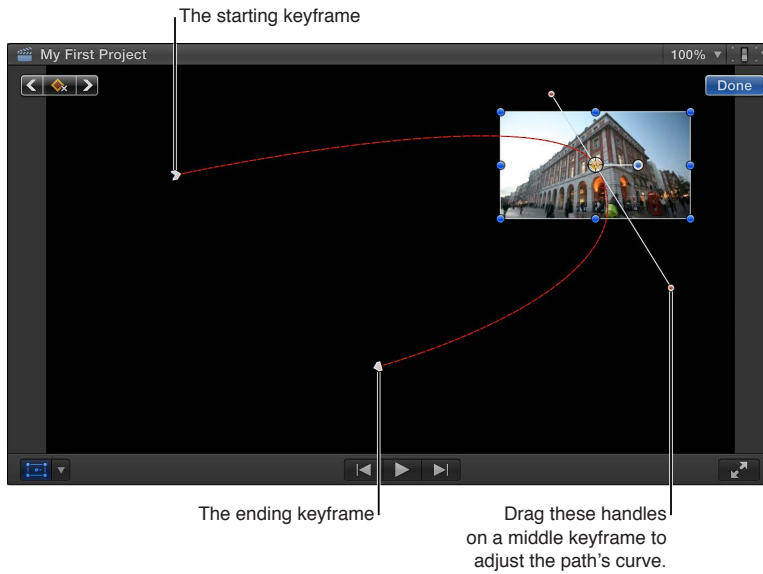 The starting keyframe
My First Project
100%
Done
The ending keyframe
Drag these handles
on a middle keyframe to
adjust the path's curve.